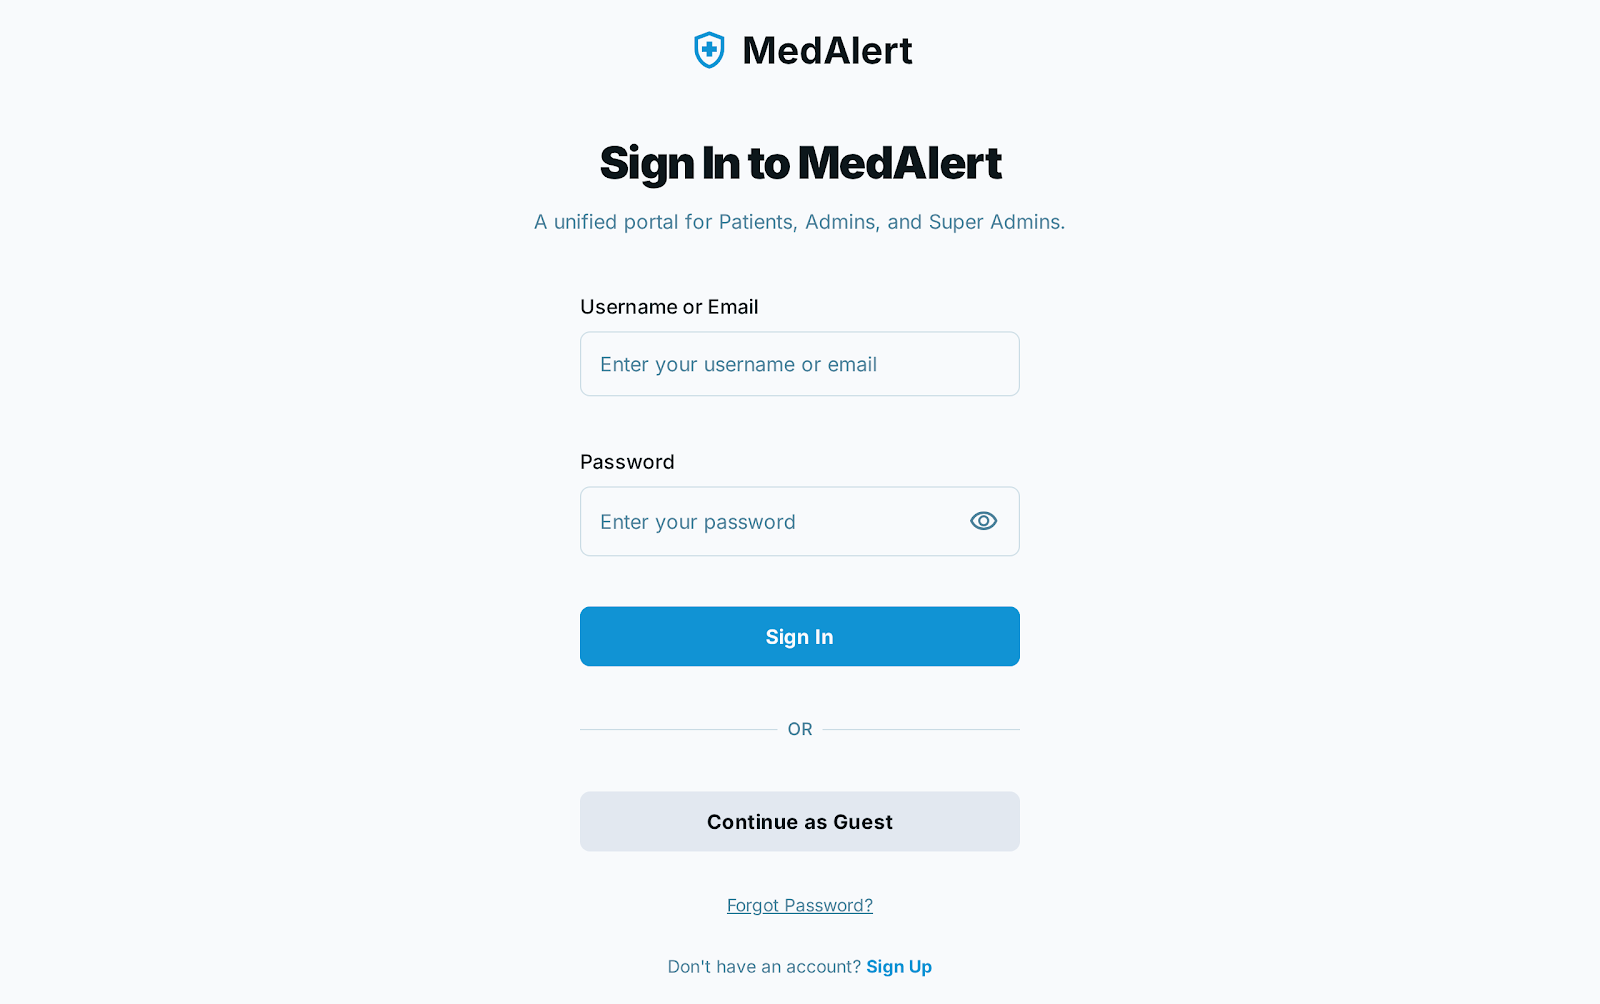 MedAlert
Sign In to MedAlert
A unified portal for Patients, Admins, and Super Admins.
Username or Email
Enter your username or email
Password
Enter your password
Sign In
OR
Continue as Guest
Forgot Password?
Don't have an account? Sign Up